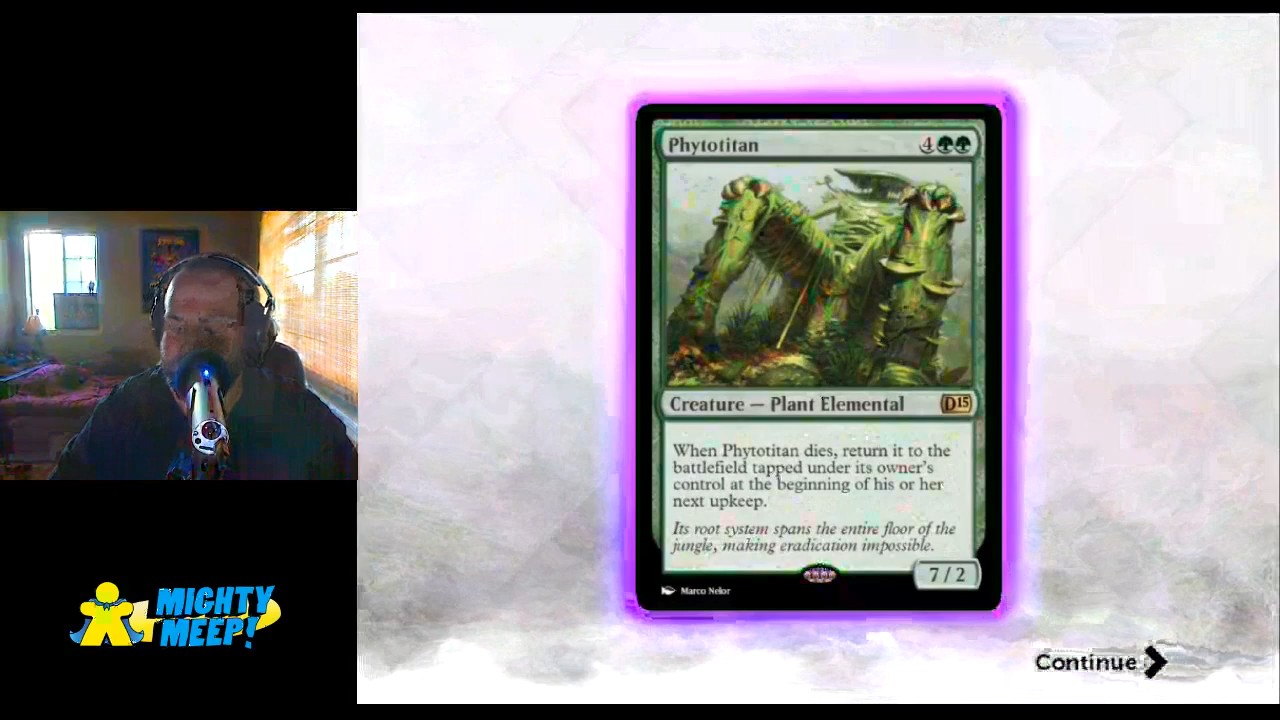 Phytotitan
4
Creature — Plant Elemental
D15
When Phytotitan dies, return it to the
battlefield tapped under its owner's
control at the beginning of his or her
next upkeep.
Its root system spans the entire floor of the
jungle, making eradication impossible.
7 / 2
Marco Nelor
Continue
MIGHTY
MEEP!